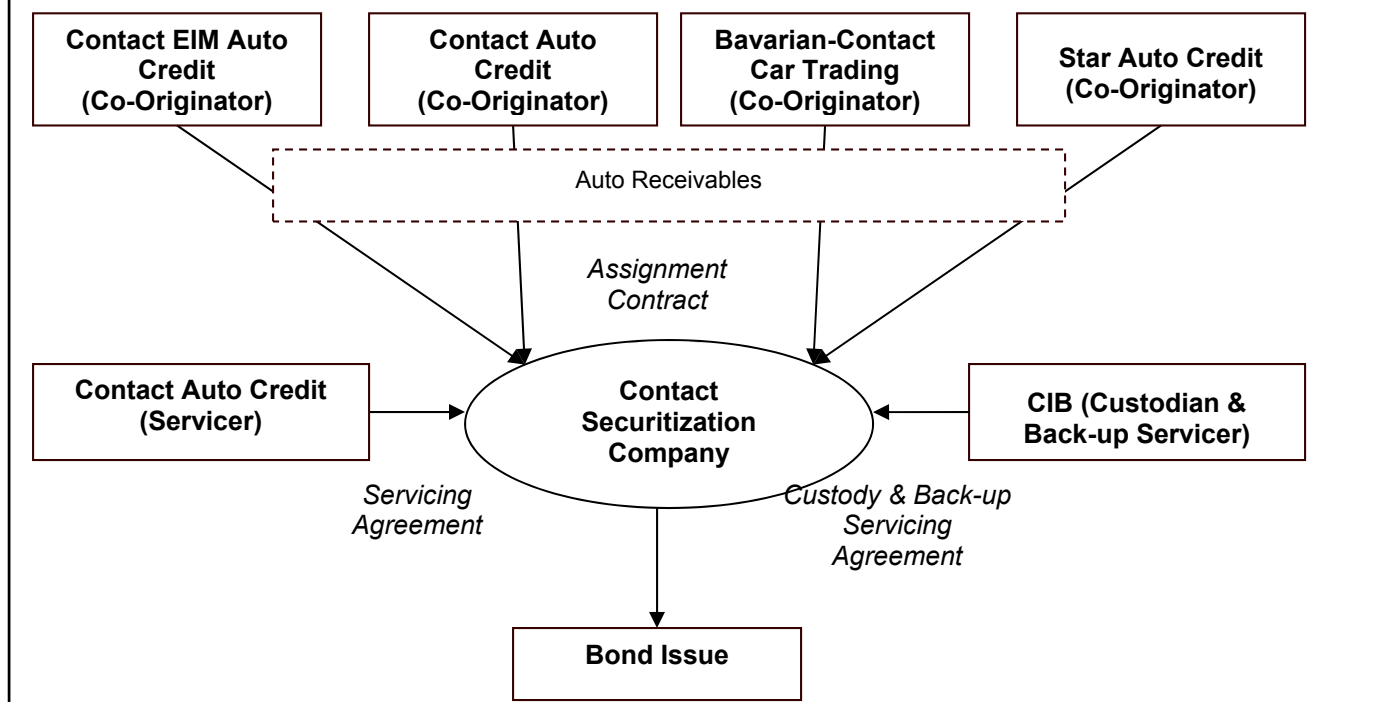 Contact EIM Auto
Credit
(Co-Originator)
Contact Auto
Credit
(Co-Originator)
Bavarian-Contact
Car Trading
(Co-Originator)
Star Auto Credit
(Co-Originator)
Auto Receivables
Assignment
Contract
Contact Auto Credit
(Servicer)
Contact
Securitization
Company
CIB (Custodian &
Back-up Servicer)
Servicing
Agreement
Custody & Back-up
Servicing
Agreement
Bond Issue